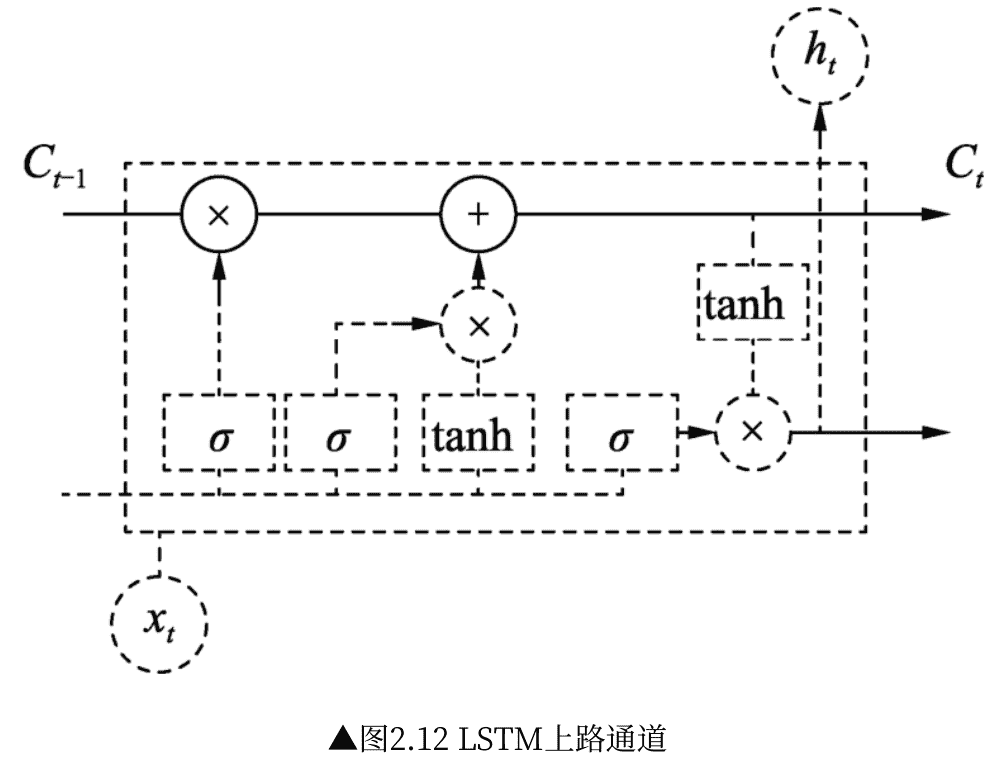 h_t
C_{t-1}
C_t
× +
×
tanh
σ σ tanh σ ×
x_t
▲图2.12 LSTM上路通道